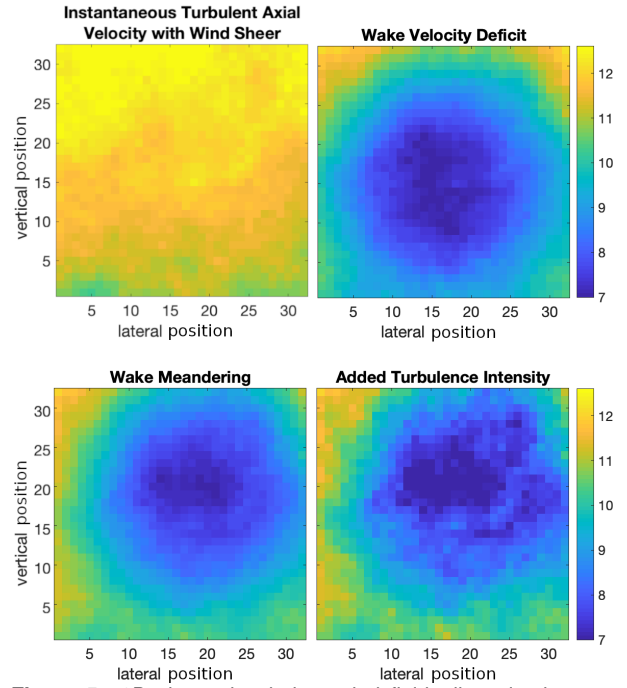 Instantaneous Turbulent Axial
Velocity with Wind Sheer
Wake Velocity Deficit
vertical position
30
25
20
15
10
5
5 10 15 20 25 30
lateral position
5 10 15 20 25 30
lateral position
12
11
10
9
8
7
Wake Meandering
Added Turbulence Intensity
vertical position
30
25
20
15
10
5
5 10 15 20 25 30
lateral position
5 10 15 20 25 30
lateral position
12
11
10
9
8
7